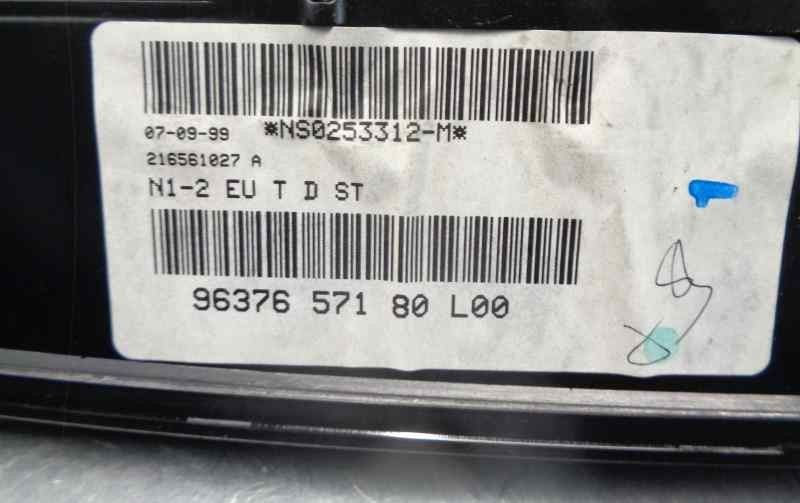 07-09-99 *NS0253312-M*
216561027 A
N1-2 EU T D ST
96376 571 80 L00